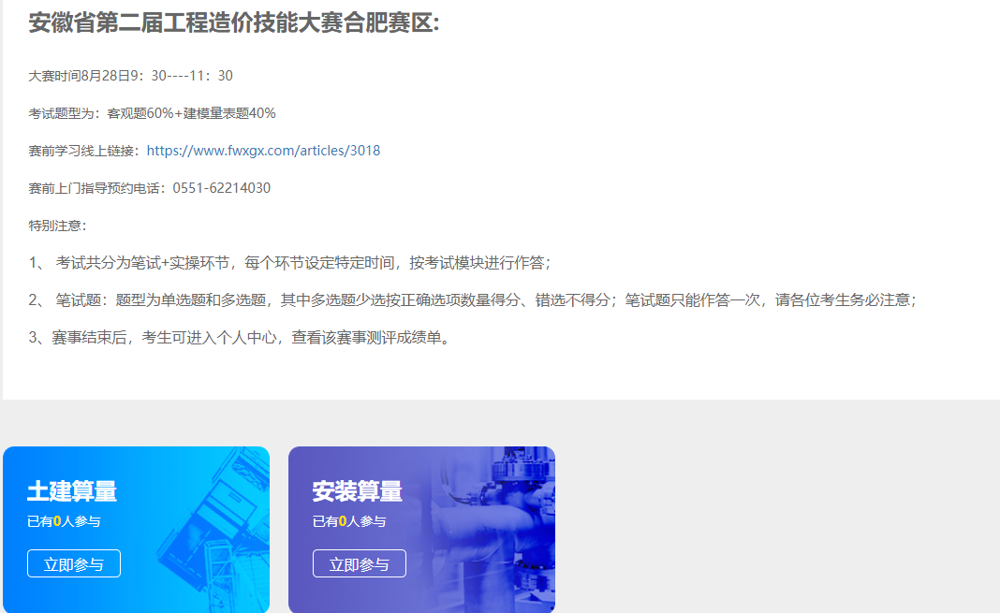 安徽省第二届工程造价技能大赛合肥赛区:
大赛时间8月28日9：30----11：30
考试题型为：客观题60%+建模量表题40%
赛前学习线上链接：https://www.fwxgx.com/articles/3018
赛前上门指导预约电话：0551-62214030
特别注意：
1、 考试共分为笔试+实操环节，每个环节设定特定时间，按考试模块进行作答；
2、 笔试题：题型为单选题和多选题，其中多选题少选按正确选项数量得分、错选不得分；笔试题只能作答一次，请各位考生务必注意；
3、赛事结束后，考生可进入个人中心，查看该赛事测评成绩单。
土建算量
已有0人参与
立即参与
安装算量
已有0人参与
立即参与